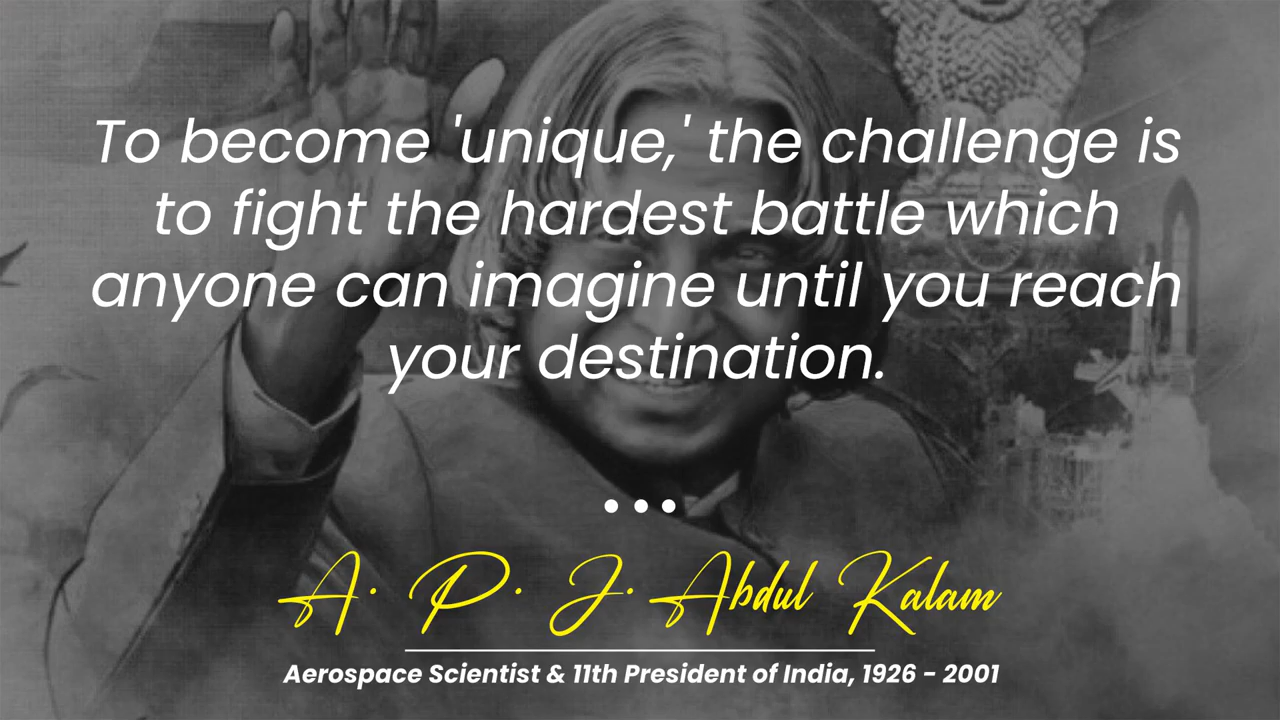 To become 'unique,' the challenge is
to fight the hardest battle which
anyone can imagine until you reach
your destination.
A. P. J. Abdul Kalam
Aerospace Scientist & 11th President of India, 1926 - 2001